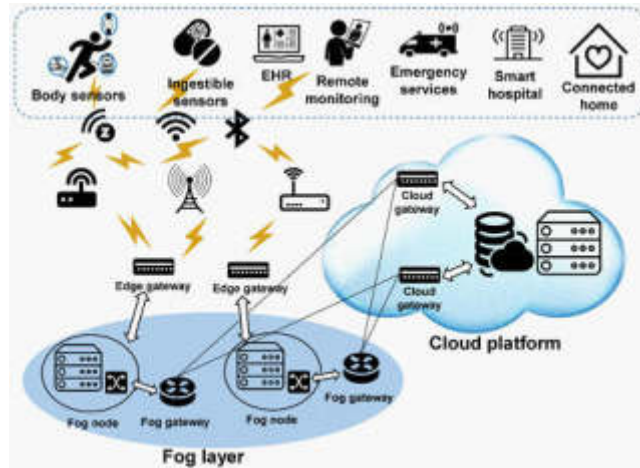 Body sensors
Ingestible
sensors
EHR
Remote
monitoring
Emergency
services
Smart
hospital
Connected
home
Z
Cloud
gateway
Edge gateway
Edge gateway
Cloud
gateway
Cloud platform
Fog node
Fog gateway
Fog node
Fog gateway
Fog layer